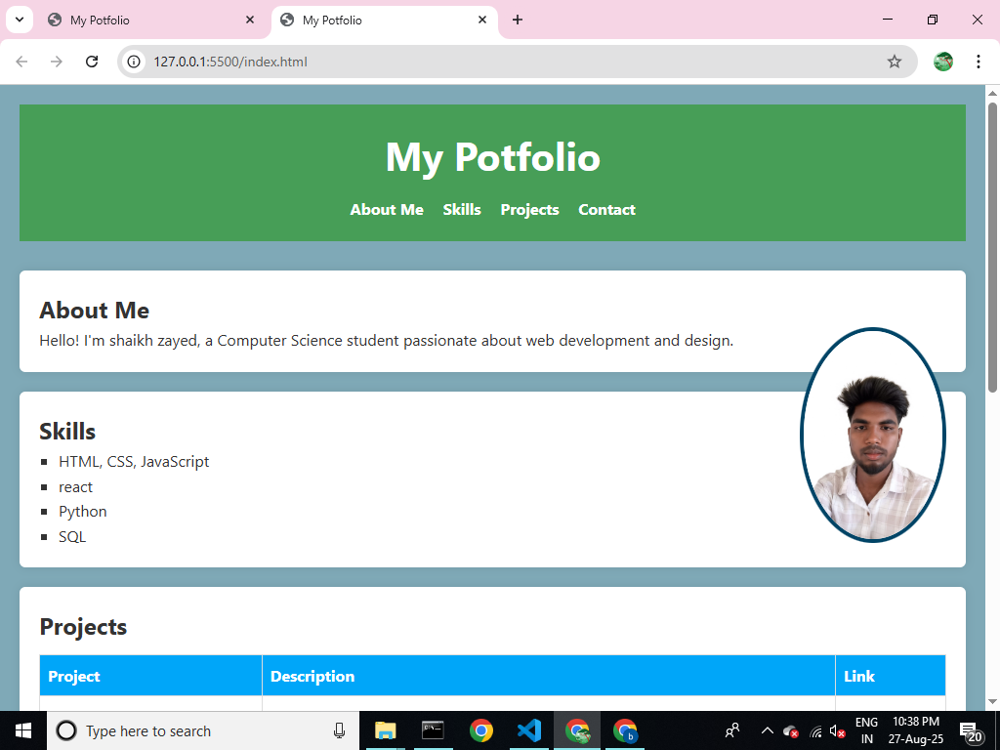 My Potfolio
My Potfolio
127.0.0.1:5500/index.html
My Potfolio
About Me Skills Projects Contact
About Me
Hello! I'm shaikh zayed, a Computer Science student passionate about web development and design.
Skills
HTML, CSS, JavaScript
react
Python
SQL
Projects
Project Description Link
Type here to search
ENG
IN
10:38 PM
27-Aug-25
20